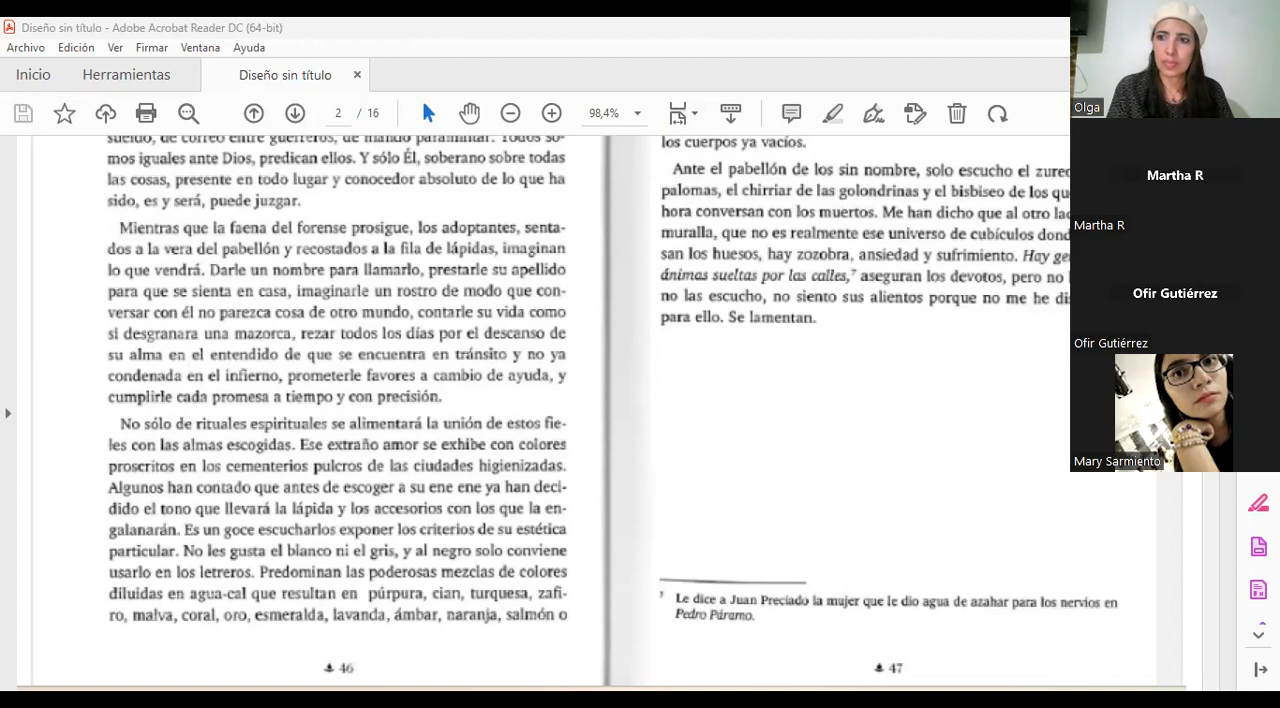 Diseño sin título - Adobe Acrobat Reader DC (64-bit)
Archivo Edición Ver Firmar Ventana Ayuda
Inicio Herramientas Diseño sin título ×
2 / 16 98,4%
sueldo, de correo entre guerreros, de mando paramilitar. Todos so-
mos iguales ante Dios, predican ellos. Y sólo Él, soberano sobre todas
las cosas, presente en todo lugar y conocedor absoluto de lo que ha
sido, es y será, puede juzgar.
Mientras que la faena del forense prosigue, los adoptantes, senta-
dos a la vera del pabellón y recostados a la fila de lápidas, imaginan
lo que vendrá. Darle un nombre para llamarlo, prestarle su apellido
para que se sienta en casa, imaginarle un rostro de modo que con-
versar con él no parezca cosa de otro mundo, contarle su vida como
si desgranara una mazorca, rezar todos los días por el descanso de
su alma en el entendido de que se encuentra en tránsito y no ya
condenada en el infierno, prometerle favores a cambio de ayuda, y
cumplirle cada promesa a tiempo y con precisión.
No sólo de rituales espirituales se alimentará la unión de estos fie-
les con las almas escogidas. Ese extraño amor se exhibe con colores
proscritos en los cementerios pulcros de las ciudades higienizadas.
Algunos han contado que antes de escoger a su ene ene ya han deci-
dido el tono que llevará la lápida y los accesorios con los que la en-
galanarán. Es un goce escucharlos exponer los criterios de su estética
particular. No les gusta el blanco ni el gris, y al negro solo conviene
usarlo en los letreros. Predominan las poderosas mezclas de colores
diluidas en agua-cal que resultan en púrpura, cian, turquesa, zafi-
ro, malva, coral, oro, esmeralda, lavanda, ámbar, naranja, salmón o
46
los cuerpos ya vacíos.
Ante el pabellón de los sin nombre, solo escucho el zureo
palomas, el chirriar de las golondrinas y el bisbiseo de los qu
hora conversan con los muertos. Me han dicho que al otro la
muralla, que no es realmente ese universo de cubículos dond
san los huesos, hay zozobra, ansiedad y sufrimiento. Hay ge
ánimas sueltas por las calles,⁷ aseguran los devotos, pero no
no las escucho, no siento sus alientos porque no me he di
para ello. Se lamentan.
⁷ Le dice a Juan Preciado la mujer que le dio agua de azahar para los nervios en
Pedro Páramo.
47
Olga
Martha R
Martha R
Ofir Gutiérrez
Ofir Gutiérrez
Mary Sarmiento